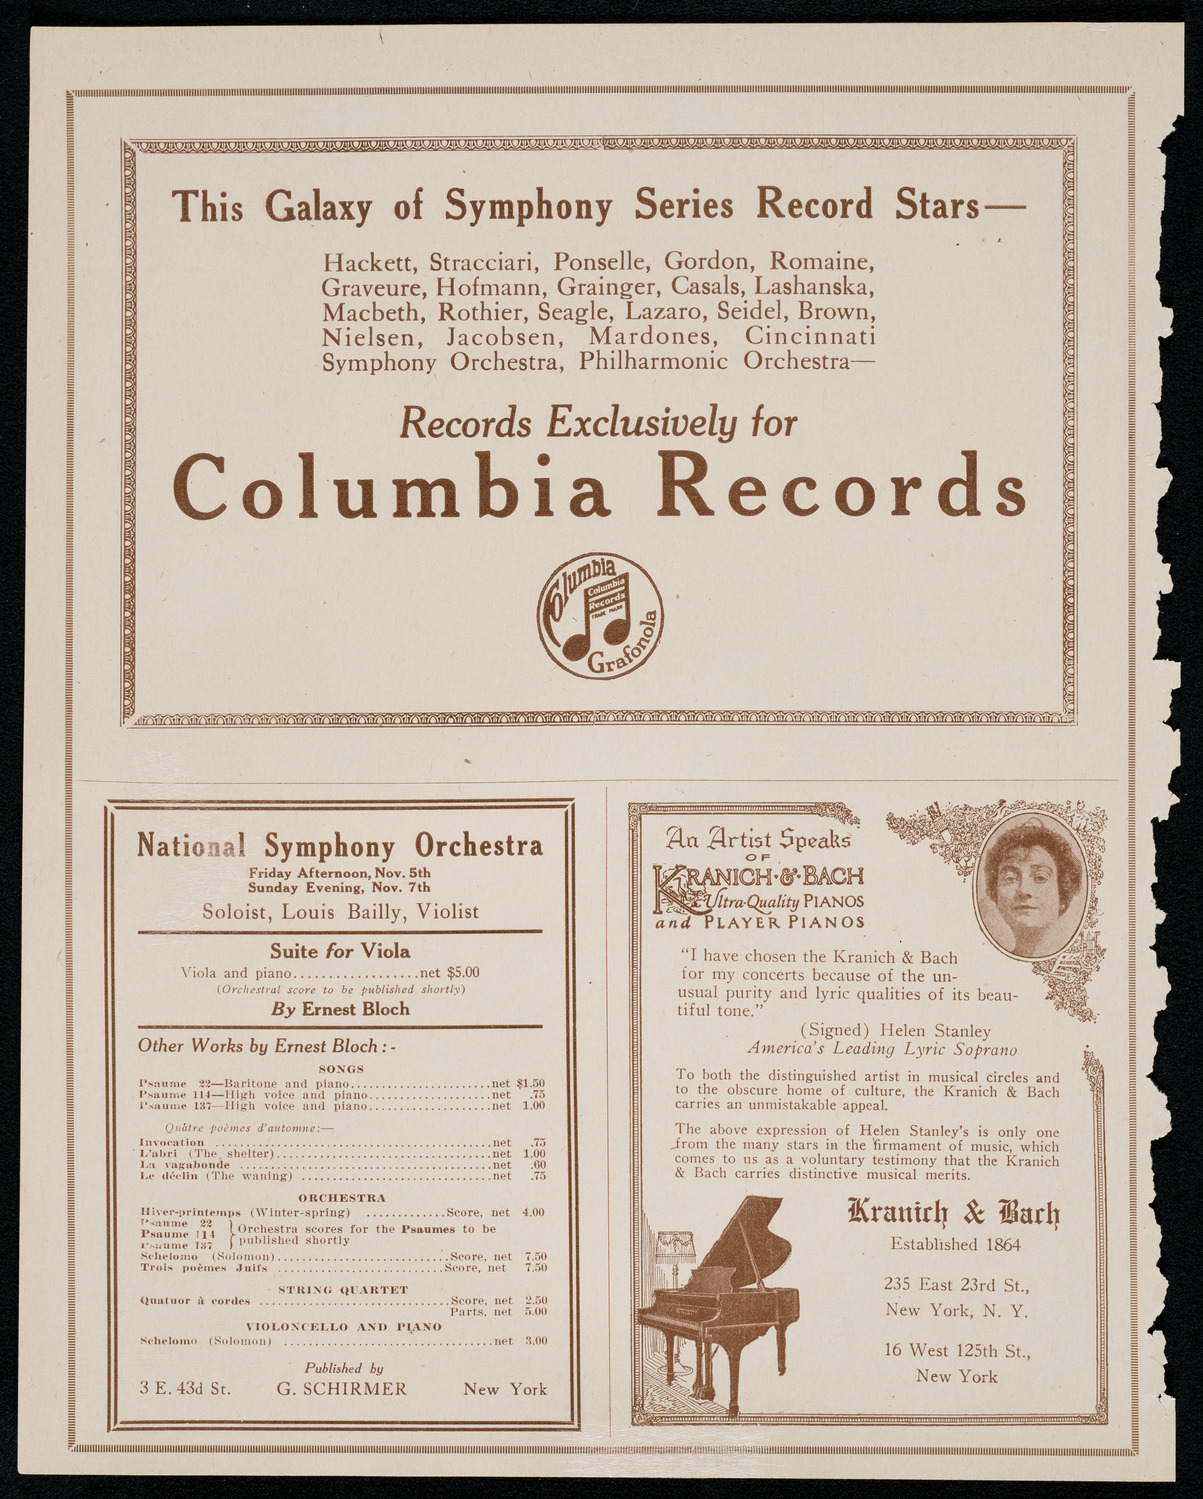 This Galaxy of Symphony Series Record Stars—
Hackett, Stracciari, Ponselle, Gordon, Romaine,
Graveure, Hofmann, Grainger, Casals, Lashanska,
Macbeth, Rothier, Seagle, Lazaro, Seidel, Brown,
Nielsen, Jacobsen, Mardones, Cincinnati
Symphony Orchestra, Philharmonic Orchestra—
Records Exclusively for
Columbia Records
Columbia
Columbia
Records
TRADE MARK
Grafonola
National Symphony Orchestra
Friday Afternoon, Nov. 5th
Sunday Evening, Nov. 7th
Soloist, Louis Bailly, Violist
Suite for Viola
Viola and piano....................net $5.00
(Orchestral score to be published shortly)
By Ernest Bloch
Other Works by Ernest Bloch:-
SONGS
Psaume 22—Baritone and piano........................net $1.50
Psaume 114—High voice and piano.....................net .75
Psaume 137—High voice and piano.....................net 1.00
Quatre poèmes d'automne:—
Invocation ................................................net .75
L'abri (The shelter)......................................net 1.00
La vagabonde ............................................net .60
Le déclin (The waning) .................................net .75
ORCHESTRA
Hiver-printemps (Winter-spring) ............Score, net 4.00
Psaume 22
Psaume 114
Psaume 137
Orchestra scores for the Psaumes to be
published shortly
Schelomo (Solomon)...........................Score, net 7.50
Trois poèmes Juifs ...........................Score, net 7.50
STRING QUARTET
Quatuor à cordes ..............................Score, net 2.50
Parts, net 5.00
VIOLONCELLO AND PIANO
Schelomo (Solomon) ....................................net 3.00
Published by
3 E. 43d St. G. SCHIRMER New York
An Artist Speaks
OF
KRANICH·&·BACH
Ultra-Quality PIANOS
and PLAYER PIANOS
"I have chosen the Kranich & Bach
for my concerts because of the un-
usual purity and lyric qualities of its beau-
tiful tone."
(Signed) Helen Stanley
America's Leading Lyric Soprano
To both the distinguished artist in musical circles and
to the obscure home of culture, the Kranich & Bach
carries an unmistakable appeal.
The above expression of Helen Stanley's is only one
from the many stars in the firmament of music, which
comes to us as a voluntary testimony that the Kranich
& Bach carries distinctive musical merits.
Kranich & Bach
Established 1864
235 East 23rd St.,
New York, N. Y.
16 West 125th St.,
New York